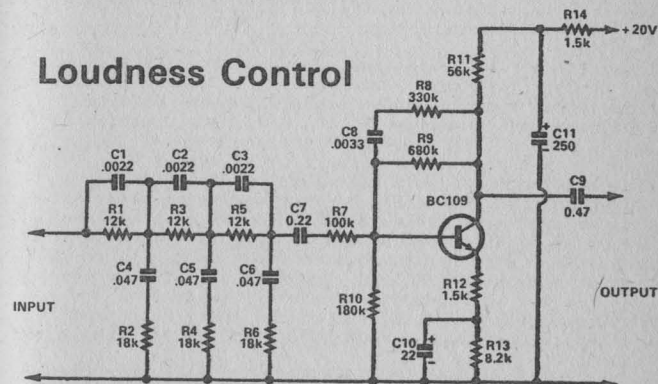 Loudness Control
R14
1.5k
+20V
R11
56k
R8
330k
C8
.0033
R9
680k
C11
250
C1
.0022
C2
.0022
C3
.0022
C7
0.22
R7
100k
BC109
C9
0.47
R1
12k
R3
12k
R5
12k
C4
.047
C5
.047
C6
.047
INPUT
R10
180k
R12
1.5k
OUTPUT
R2
18k
R4
18k
R6
18k
C10
22
R13
8.2k